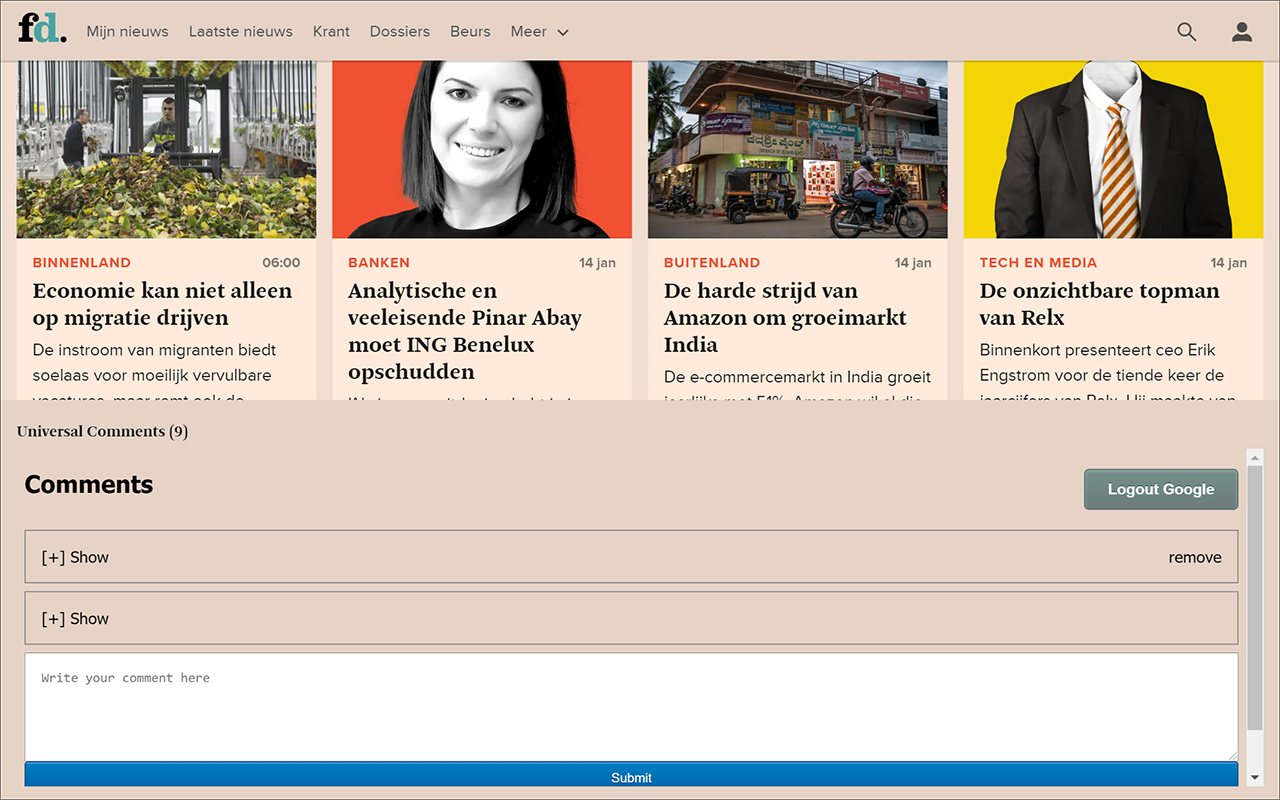 fd. Mijn nieuws Laatste nieuws Krant Dossiers Beurs Meer
BINNENLAND 06:00
Economie kan niet alleen
op migratie drijven
De instroom van migranten biedt
soelaas voor moeilijk vervulbare
BANKEN 14 jan
Analytische en
veeleisende Pinar Abay
moet ING Benelux
opschudden
BUITENLAND 14 jan
De harde strijd van
Amazon om groeimarkt
India
De e-commercemarkt in India groeit
TECH EN MEDIA 14 jan
De onzichtbare topman
van Relx
Binnenkort presenteert ceo Erik
Engstrom voor de tiende keer de
Universal Comments (9)
Comments
Logout Google
[+] Show remove
[+] Show
Write your comment here
Submit